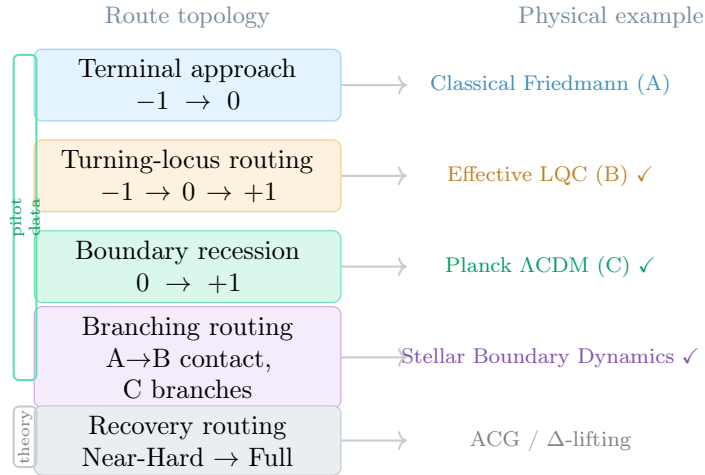 Route topology
Physical example
Terminal approach
−1 → 0
Classical Friedmann (A)
Turning-locus routing
−1 → 0 → +1
Effective LQC (B) ✓
pilot
data
Boundary recession
0 → +1
Planck ΛCDM (C) ✓
Branching routing
A→B contact,
C branches
Stellar Boundary Dynamics ✓
theory
Recovery routing
Near-Hard → Full
ACG / Δ-lifting